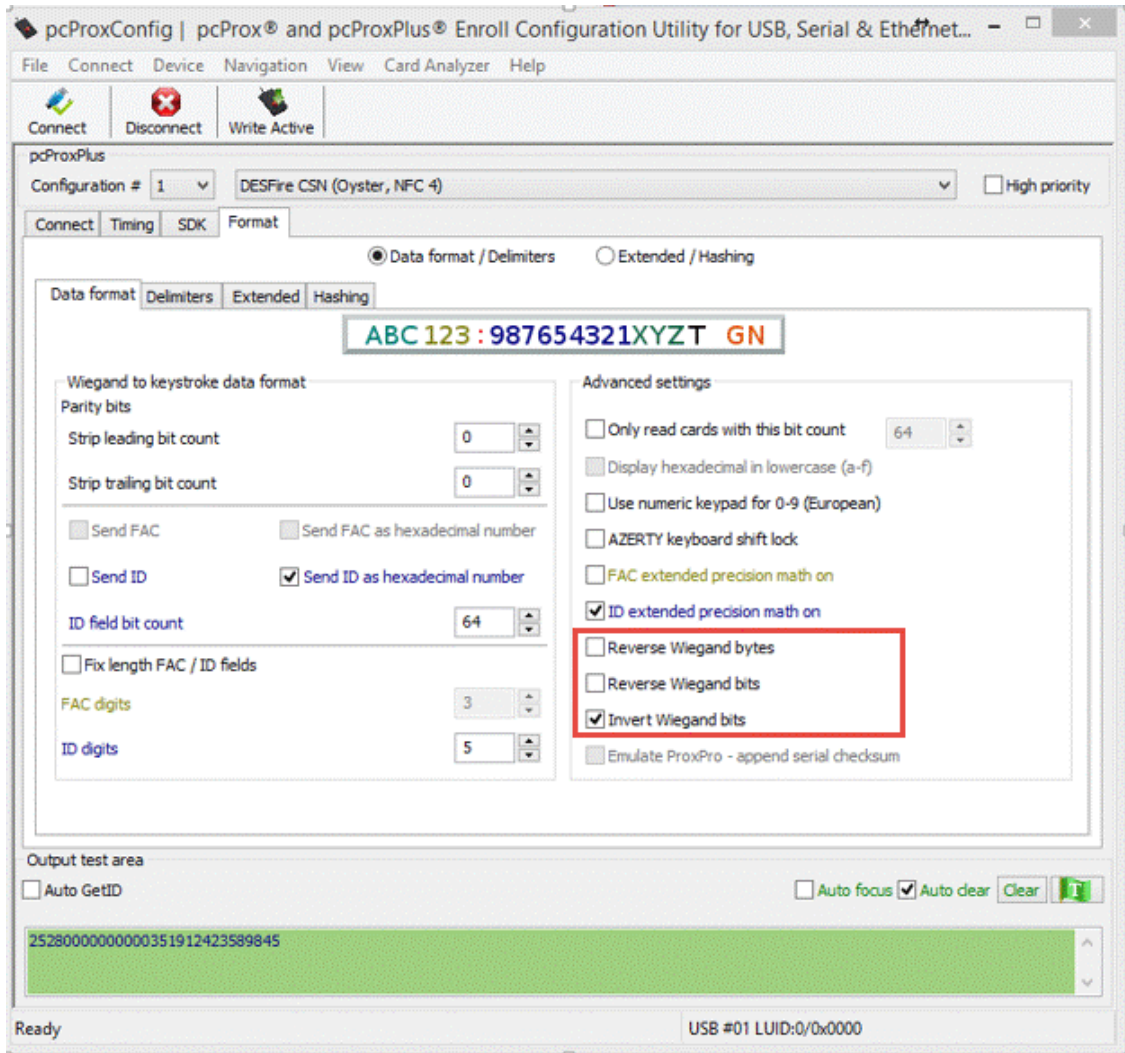 pcProxConfig | pcProx® and pcProxPlus® Enroll Configuration Utility for USB, Serial & Ethernet...
File Connect Device Navigation View Card Analyzer Help
Connect Disconnect Write Active
pcProxPlus
Configuration # 1 DESFire CSN (Oyster, NFC 4) High priority
Connect Timing SDK Format
Data format / Delimiters Extended / Hashing
Data format Delimiters Extended Hashing
ABC123:987654321XYZT GN
Wiegand to keystroke data format
Parity bits
Strip leading bit count 0
Strip trailing bit count 0
Send FAC Send FAC as hexadecimal number
Send ID Send ID as hexadecimal number
ID field bit count 64
Fix length FAC / ID fields
FAC digits 3
ID digits 5
Advanced settings
Only read cards with this bit count 64
Display hexadecimal in lowercase (a-f)
Use numeric keypad for 0-9 (European)
AZERTY keyboard shift lock
FAC extended precision math on
ID extended precision math on
Reverse Wiegand bytes
Reverse Wiegand bits
Invert Wiegand bits
Emulate ProxPro - append serial checksum
Output test area
Auto GetID Auto focus Auto clear Clear T
2528000000000351912423589845
Ready USB #01 LUID:0/0x0000